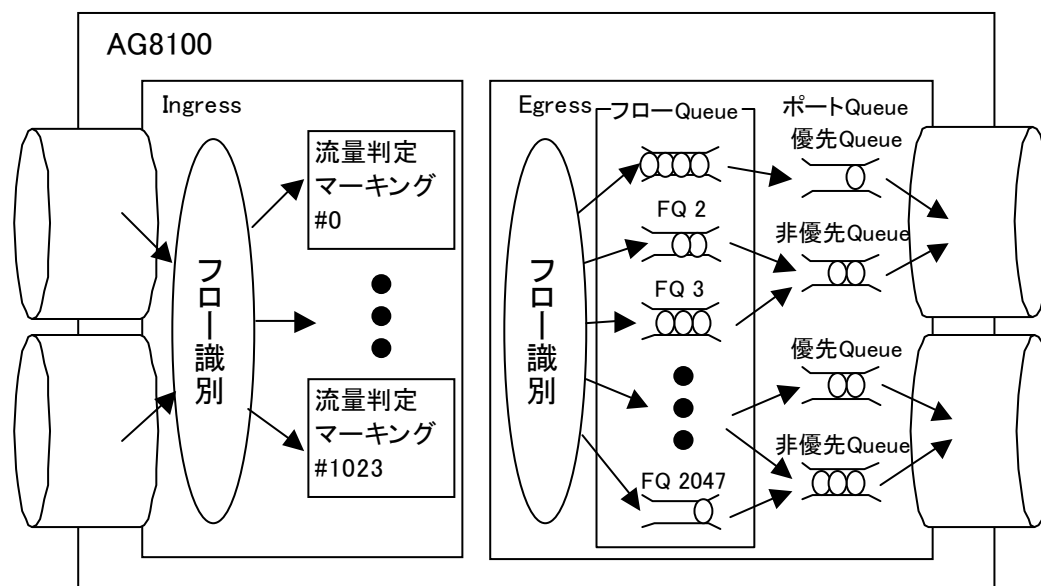 AG8100
Ingress
フロー識別
流量判定
マーキング
#0
流量判定
マーキング
#1023
Egress
フロー識別
フローQueue
FQ 2
FQ 3
FQ 2047
ポートQueue
優先Queue
非優先Queue
優先Queue
非優先Queue